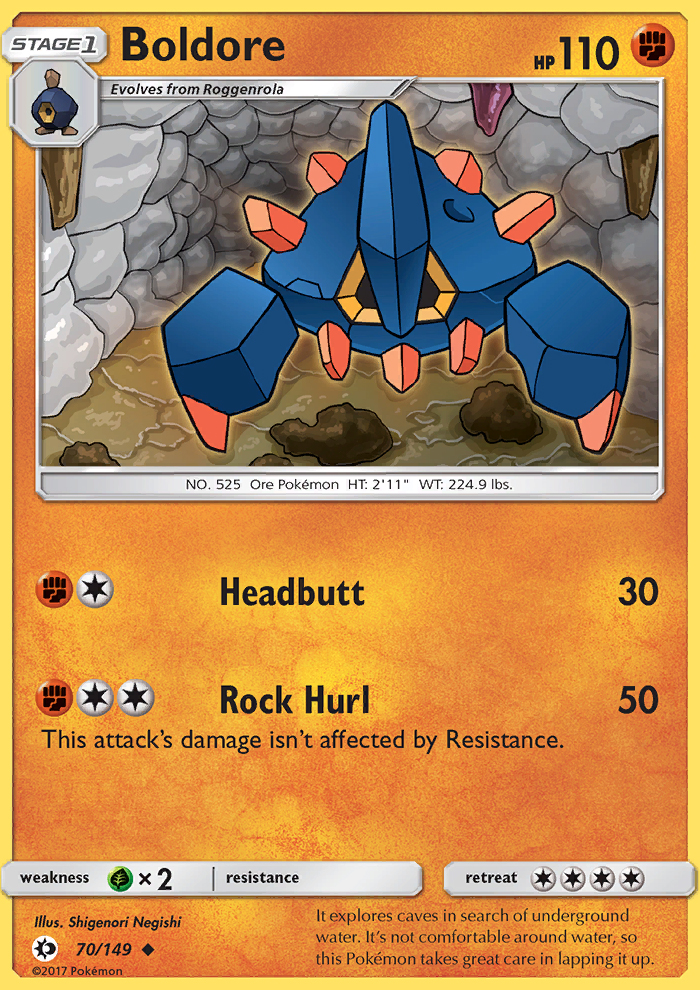 STAGE1 Boldore HP 110
Evolves from Roggenrola
NO. 525 Ore Pokémon HT: 2'11" WT: 224.9 lbs.
Headbutt 30
Rock Hurl 50
This attack's damage isn't affected by Resistance.
weakness ×2 resistance retreat
Illus. Shigenori Negishi
70/149
©2017 Pokémon
It explores caves in search of underground
water. It's not comfortable around water, so
this Pokémon takes great care in lapping it up.